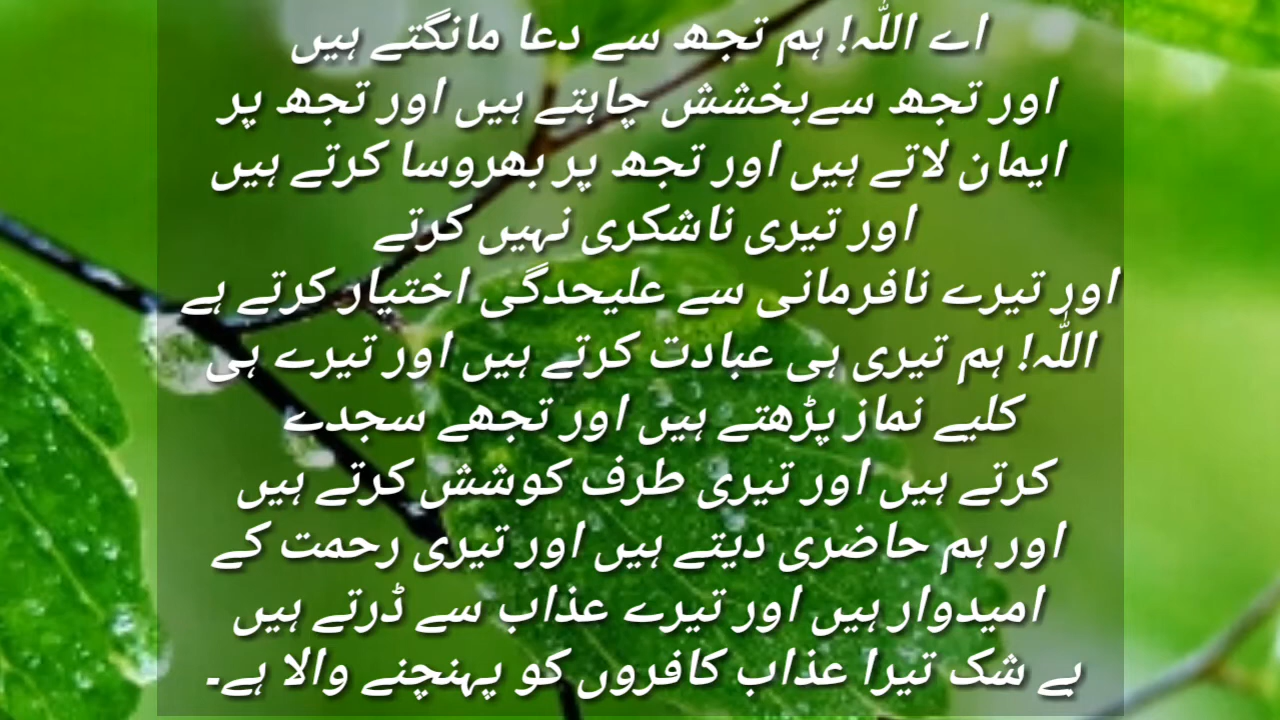 اے اللّٰہ! ہم تجھ سے دعا مانگتے ہیں
اور تجھ سےبخشش چاہتے ہیں اور تجھ پر
ایمان لاتے ہیں اور تجھ پر بھروسا کرتے ہیں
اور تیری ناشکری نہیں کرتے
اور تیرے نافرمانی سے علیحدگی اختیار کرتے ہے
اللّٰہ! ہم تیری ہی عبادت کرتے ہیں اور تیرے ہی
کلیے نماز پڑھتے ہیں اور تجھے سجدے
کرتے ہیں اور تیری طرف کوشش کرتے ہیں
اور ہم حاضری دیتے ہیں اور تیری رحمت کے
امیدوار ہیں اور تیرے عذاب سے ڈرتے ہیں
بے شک تیرا عذاب کافروں کو پہنچنے والا ہے۔